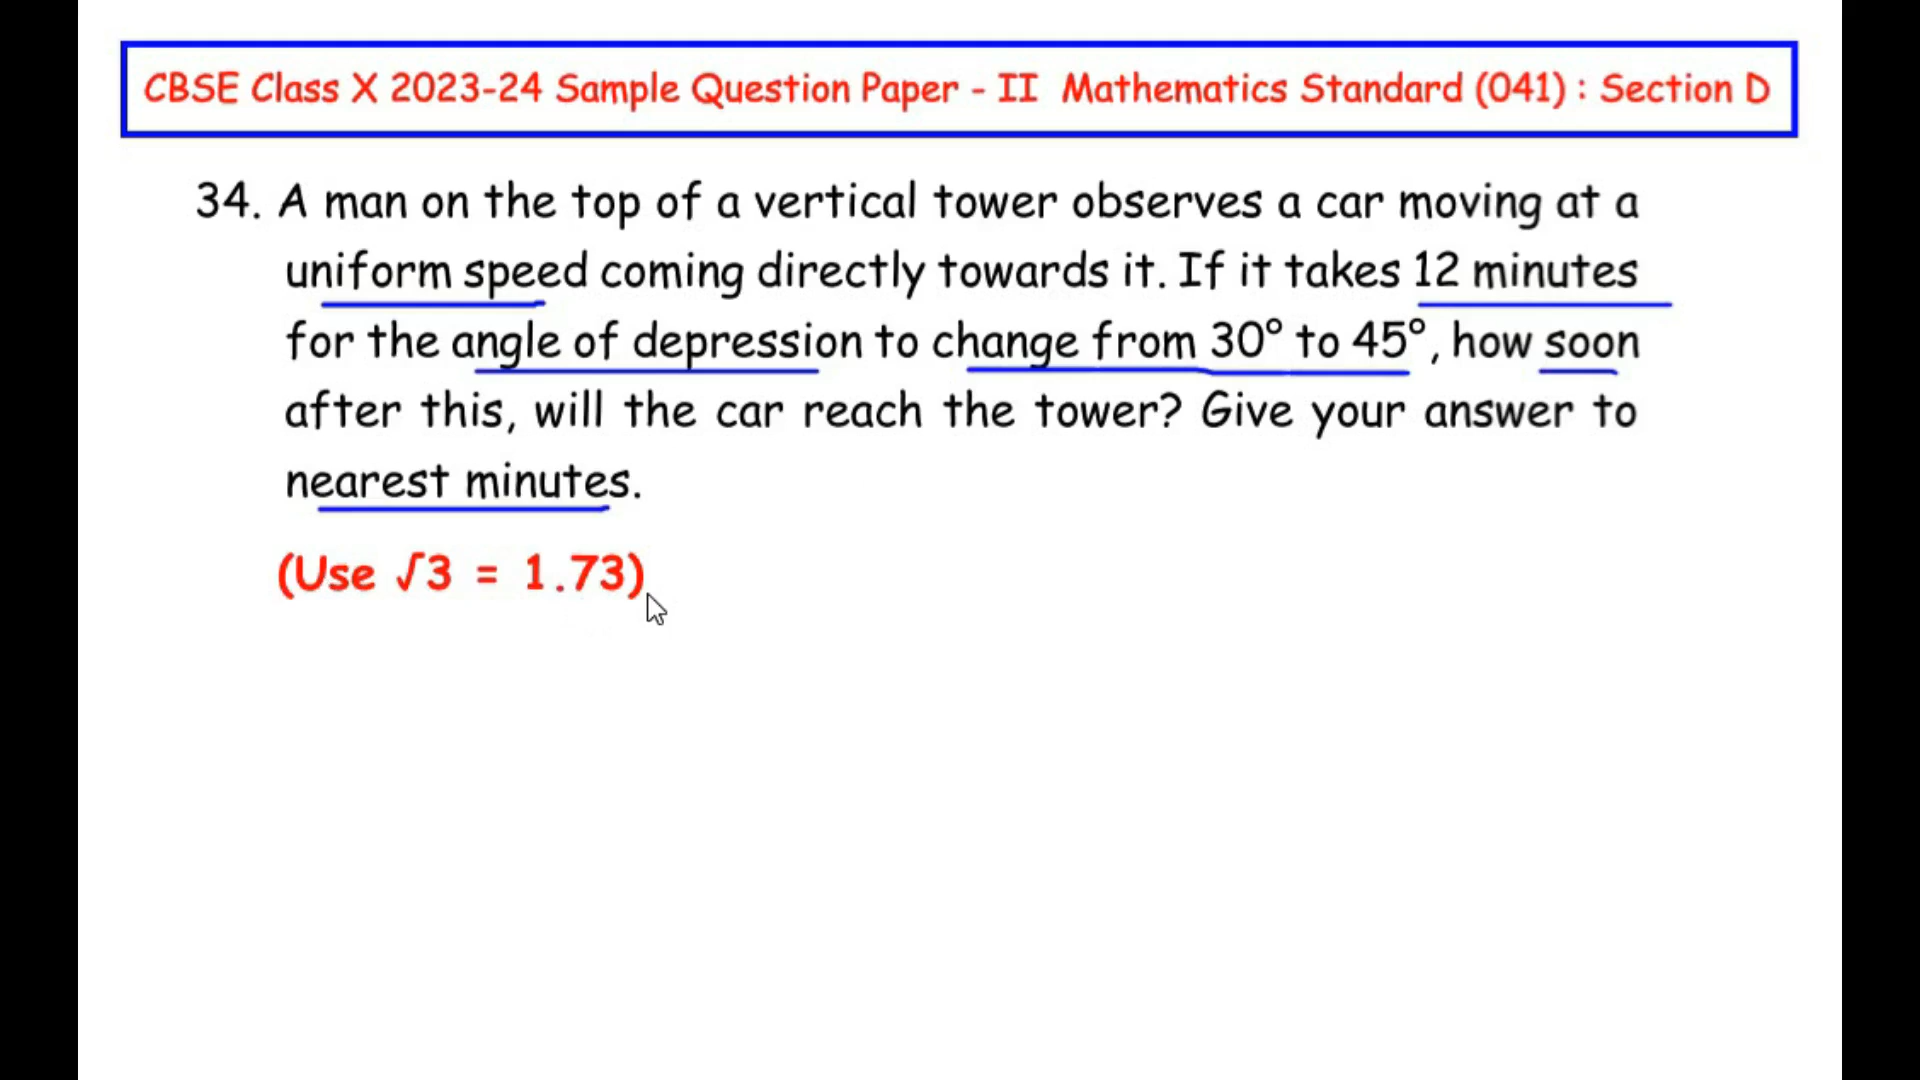 CBSE Class X 2023-24 Sample Question Paper - II Mathematics Standard (041) : Section D
34. A man on the top of a vertical tower observes a car moving at a
uniform speed coming directly towards it. If it takes 12 minutes
for the angle of depression to change from 30° to 45°, how soon
after this, will the car reach the tower? Give your answer to
nearest minutes.
(Use √3 = 1.73)